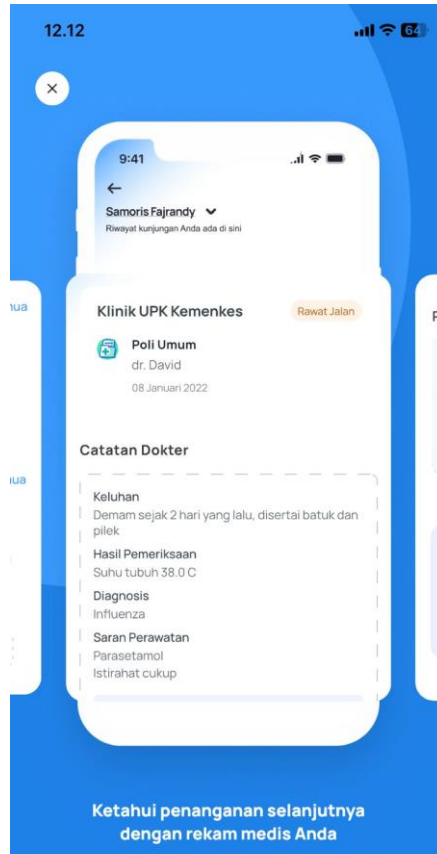 12.12
64
9:41
Samoris Fajrandy
Riwayat kunjungan Anda ada di sini
Klinik UPK Kemenkes
Rawat Jalan
Poli Umum
dr. David
08 Januari 2022
Catatan Dokter
Keluhan
Demam sejak 2 hari yang lalu, disertai batuk dan
pilek
Hasil Pemeriksaan
Suhu tubuh 38.0 C
Diagnosis
Influenza
Saran Perawatan
Parasetamol
Istirahat cukup
Ketahui penanganan selanjutnya
dengan rekam medis Anda